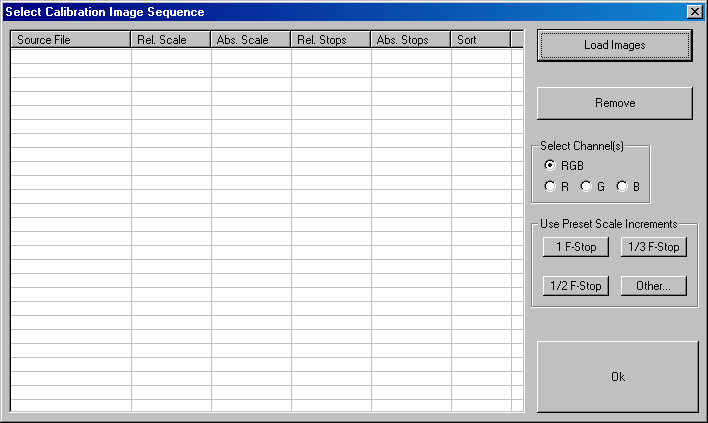 Select Calibration Image Sequence
Source File Rel. Scale Abs. Scale Rel. Stops Abs. Stops Sort
Load Images
Remove
Select Channel(s)
RGB
R G B
Use Preset Scale Increments
1 F-Stop 1/3 F-Stop
1/2 F-Stop Other...
Ok